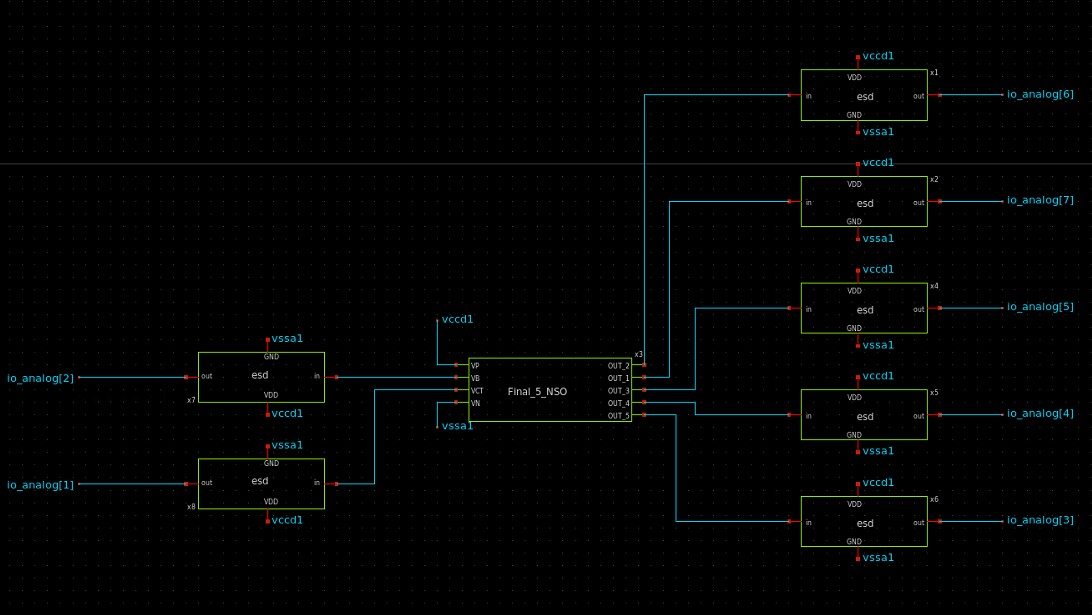 vccd1
x1
VDD
in
esd
out
io_analog[6]
GND
vssa1
vccd1
x2
VDD
in
esd
out
io_analog[7]
GND
vssa1
vccd1
x4
VDD
in
esd
out
io_analog[5]
GND
vssa1
vccd1
x3
VP
VB
VCT
VN
Final_5_NSO
OUT_2
OUT_1
OUT_3
OUT_4
OUT_5
vssa1
vssa1
GND
io_analog[2]
out
esd
in
VDD
x7
vccd1
vssa1
GND
io_analog[1]
out
esd
in
VDD
x8
vccd1
vccd1
x5
VDD
in
esd
out
io_analog[4]
GND
vssa1
vccd1
x6
VDD
in
esd
out
io_analog[3]
GND
vssa1